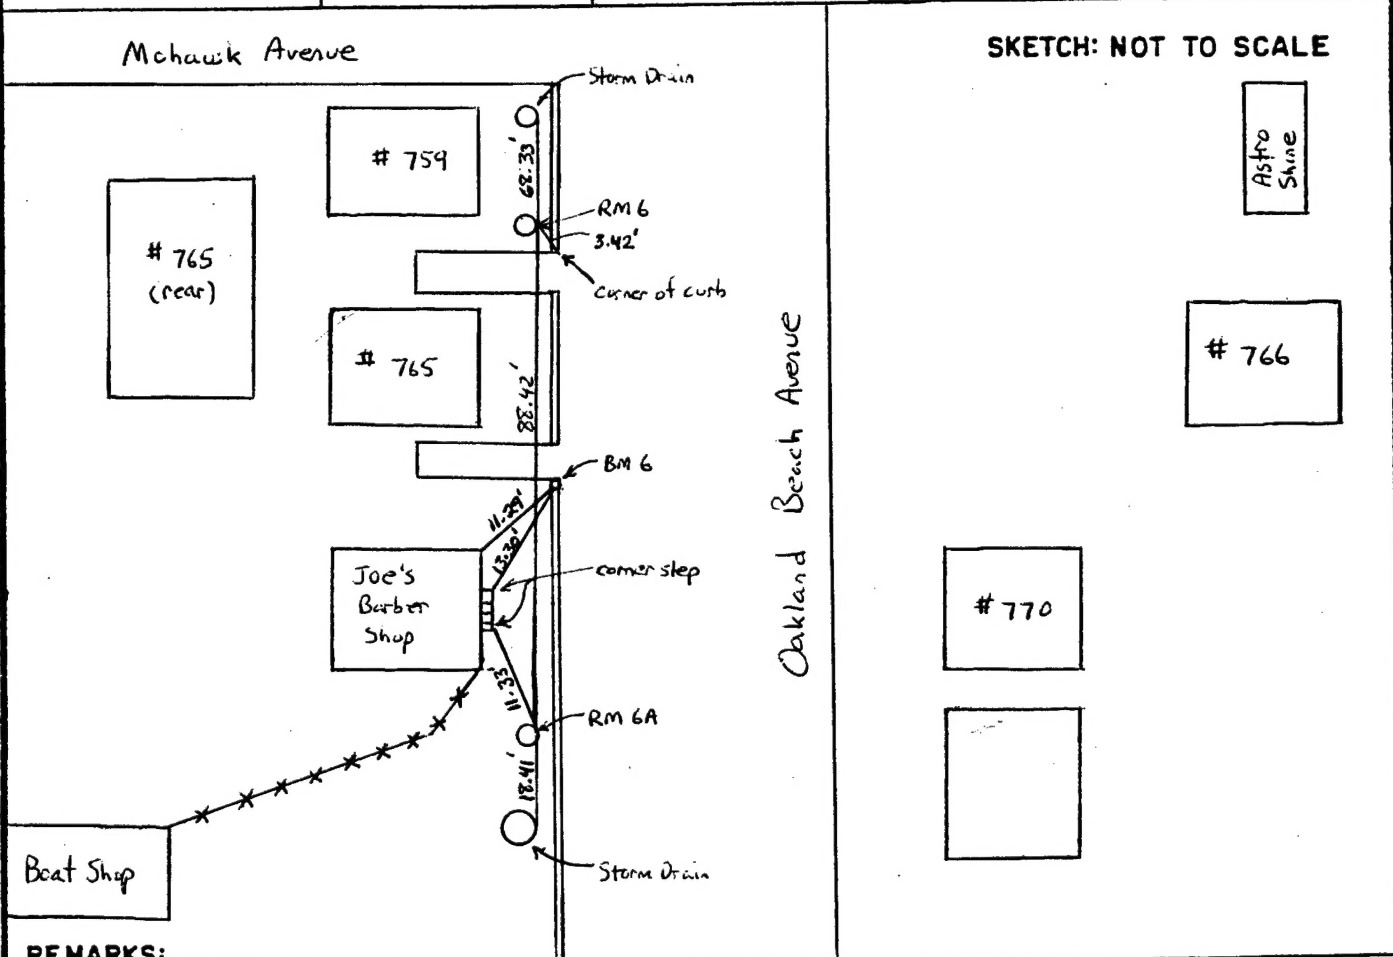 Mohawk Avenue
SKETCH: NOT TO SCALE
Storm Drain
# 759
68.33'
Astro
Shine
RM 6
3.42'
# 765
(rear)
corner of curb
# 765
88.42'
# 766
Oakland Beach Avenue
BM 6
11.29'
13.30'
corner step
Joe's
Barber
Shop
# 770
11.33'
RM 6A
18.41'
Boat Shop
Storm Drain
REMARKS: